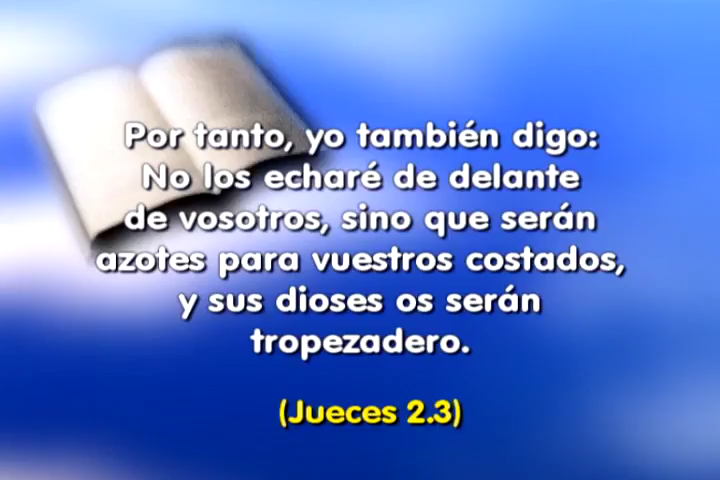 Por tanto, yo también digo:
No los echaré de delante
de vosotros, sino que serán
azotes para vuestros costados,
y sus dioses os serán
tropezadero.
(Jueces 2.3)